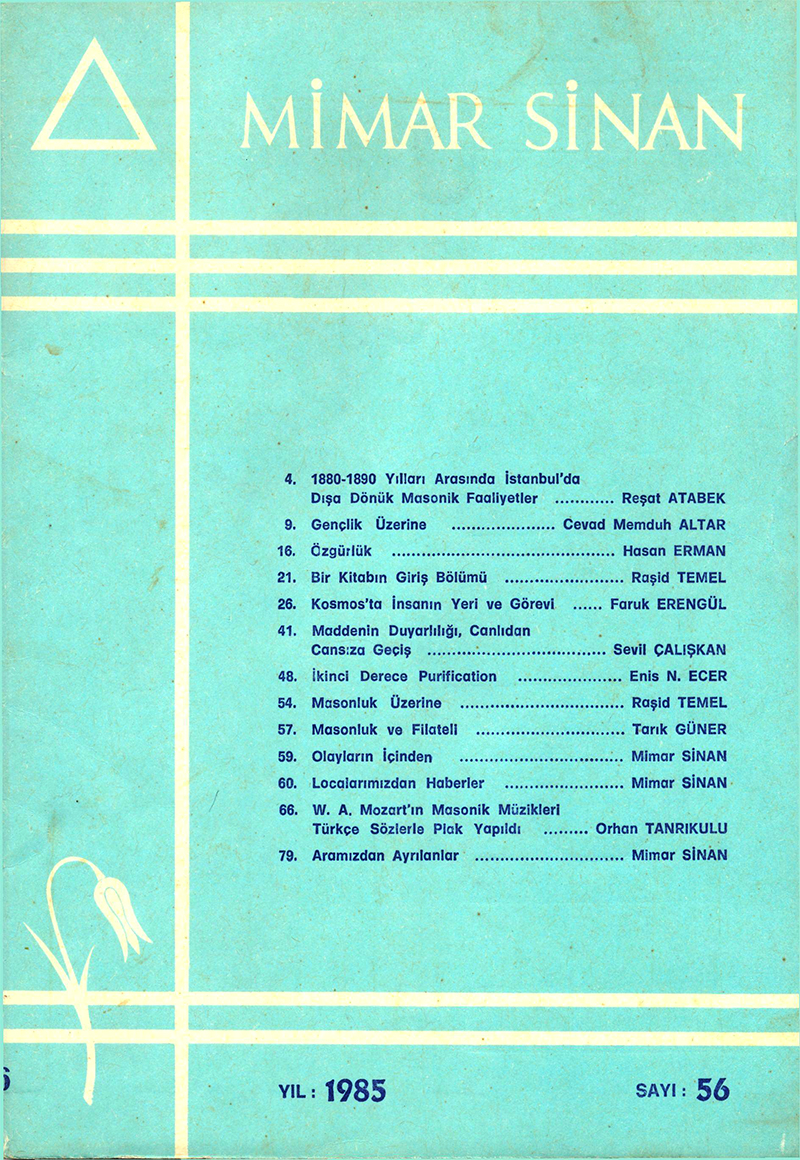 MİMAR SİNAN
4. 1880-1890 Yılları Arasında İstanbul'da
Dışa Dönük Masonik Faaliyetler ............ Reşat ATABEK
9. Gençlik Üzerine ..................... Cevad Memduh ALTAR
16. Özgürlük ............................................ Hasan ERMAN
21. Bir Kitabın Giriş Bölümü ........................ Raşid TEMEL
26. Kosmos'ta İnsanın Yeri ve Görevi ...... Faruk ERENGÜL
41. Maddenin Duyarlılığı, Canlıdan
Cansıza Geçiş .................................... Sevil ÇALIŞKAN
48. İkinci Derece Purification ..................... Enis N. ECER
54. Masonluk Üzerine ................................. Raşid TEMEL
57. Masonluk ve Filateli .............................. Tarık GÜNER
59. Olayların İçinden ................................. Mimar SİNAN
60. Localarımızdan Haberler ........................ Mimar SİNAN
66. W. A. Mozart'ın Masonik Müzikleri
Türkçe Sözlerle Plak Yapıldı ......... Orhan TANRIKULU
79. Aramızdan Ayrılanlar .............................. Mimar SİNAN
YIL : 1985 SAYI : 56